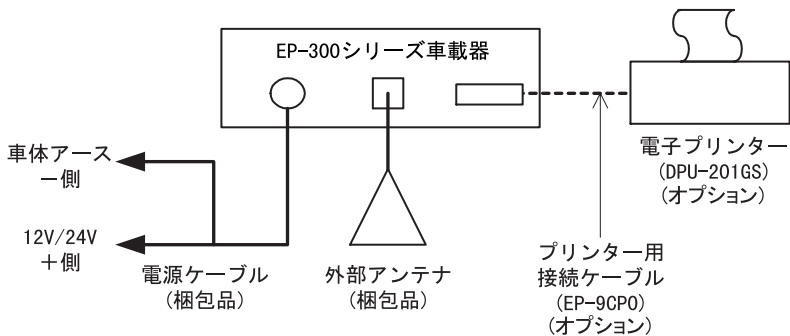 EP-300シリーズ車載器
車体アース
−側
12V/24V
+側
電源ケーブル
(梱包品)
外部アンテナ
(梱包品)
プリンター用
接続ケーブル
(EP-9CPO)
(オプション)
電子プリンター
(DPU-201GS)
(オプション)